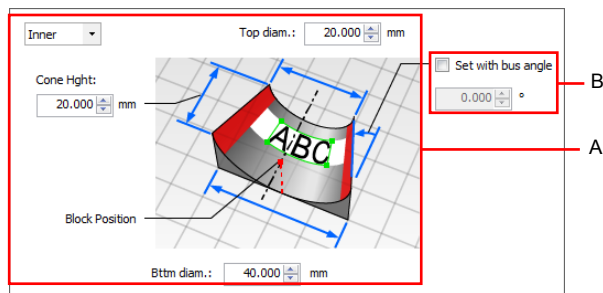 Inner
Top diam.: 20.000 mm
Set with bus angle
0.000 °
B
Cone Hght:
20.000 mm
ABC
A
Block Position
Bttm diam.: 40.000 mm